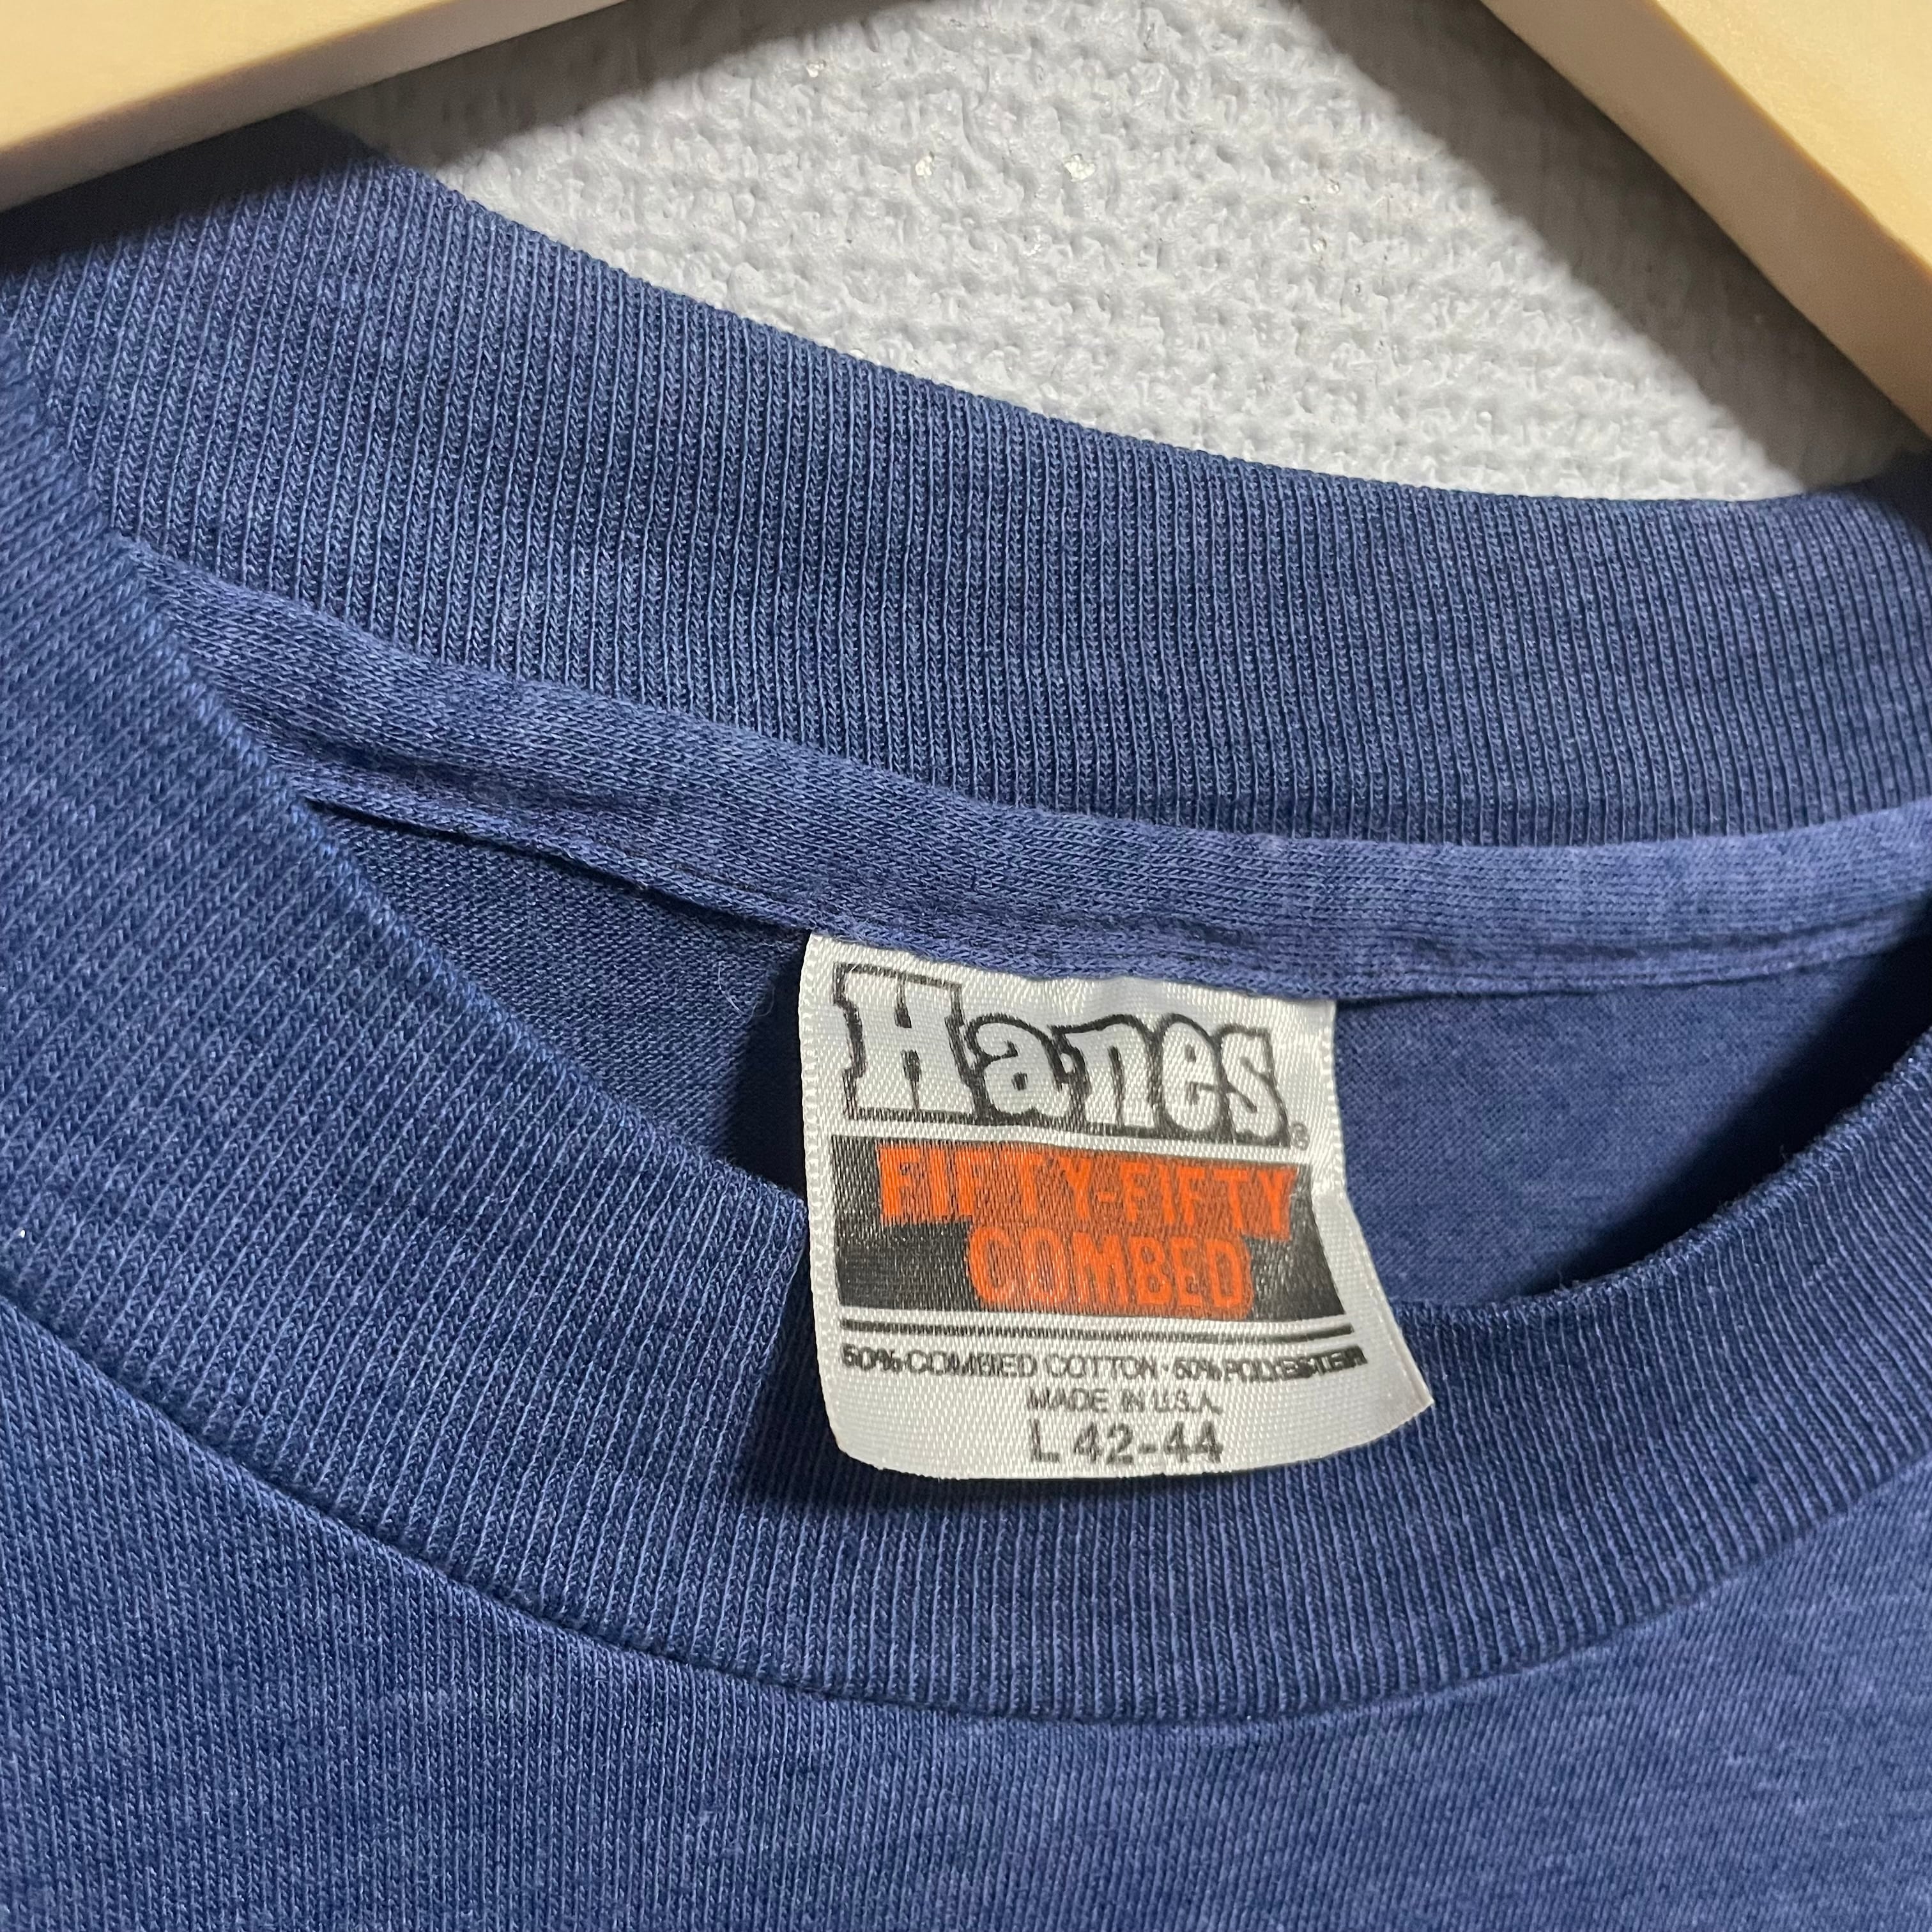 Hanes®
FIFTY-FIFTY
COMBED
50% COMBED COTTON · 50% POLYESTER
MADE IN U.S.A.
L 42-44